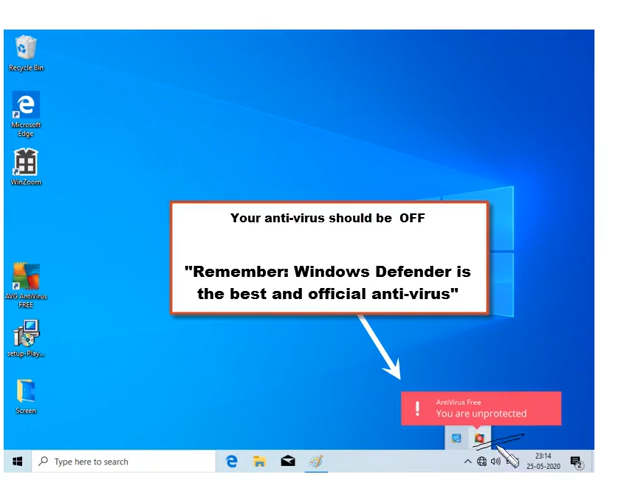 Recycle Bin
Microsoft
Edge
WinZoom
Your anti-virus should be OFF
"Remember: Windows Defender is
the best and official anti-virus"
AVG AntiVirus
FREE
setup-Play...
Screen
AntiVirus Free
You are unprotected
Type here to search
23:14
25-05-2020
2